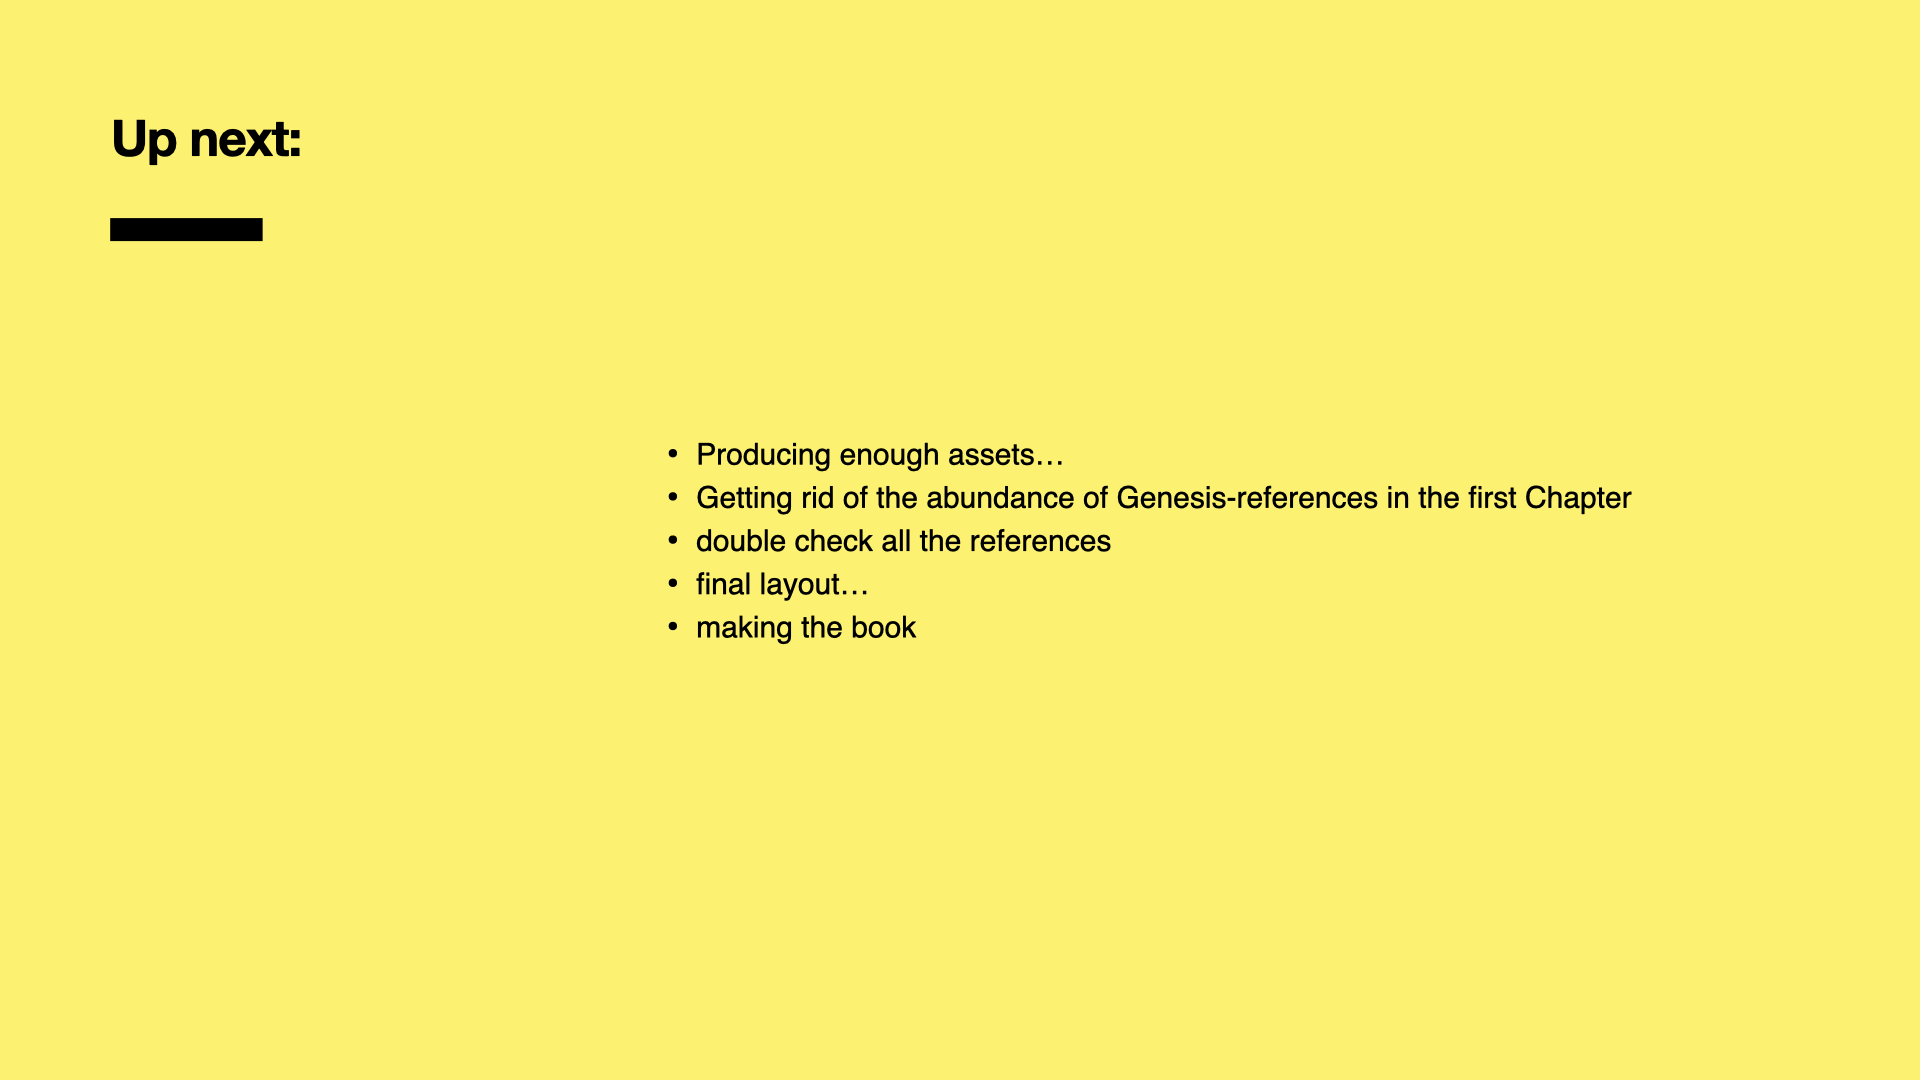 Up next:
• Producing enough assets…
• Getting rid of the abundance of Genesis-references in the first Chapter
• double check all the references
• final layout…
• making the book